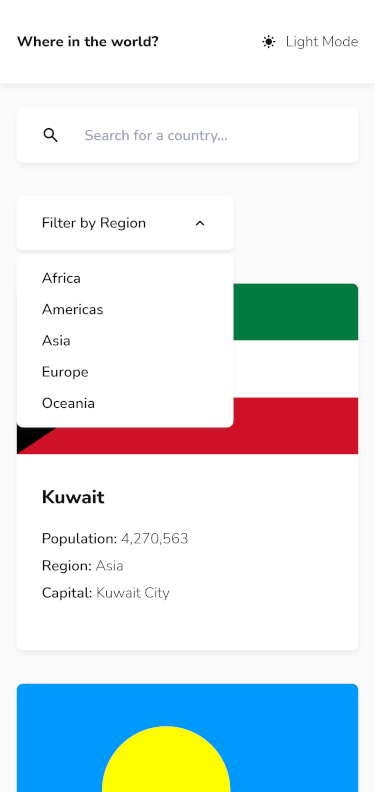 Where in the world? Light Mode
Search for a country...
Filter by Region
Africa
Americas
Asia
Europe
Oceania
Kuwait
Population: 4,270,563
Region: Asia
Capital: Kuwait City